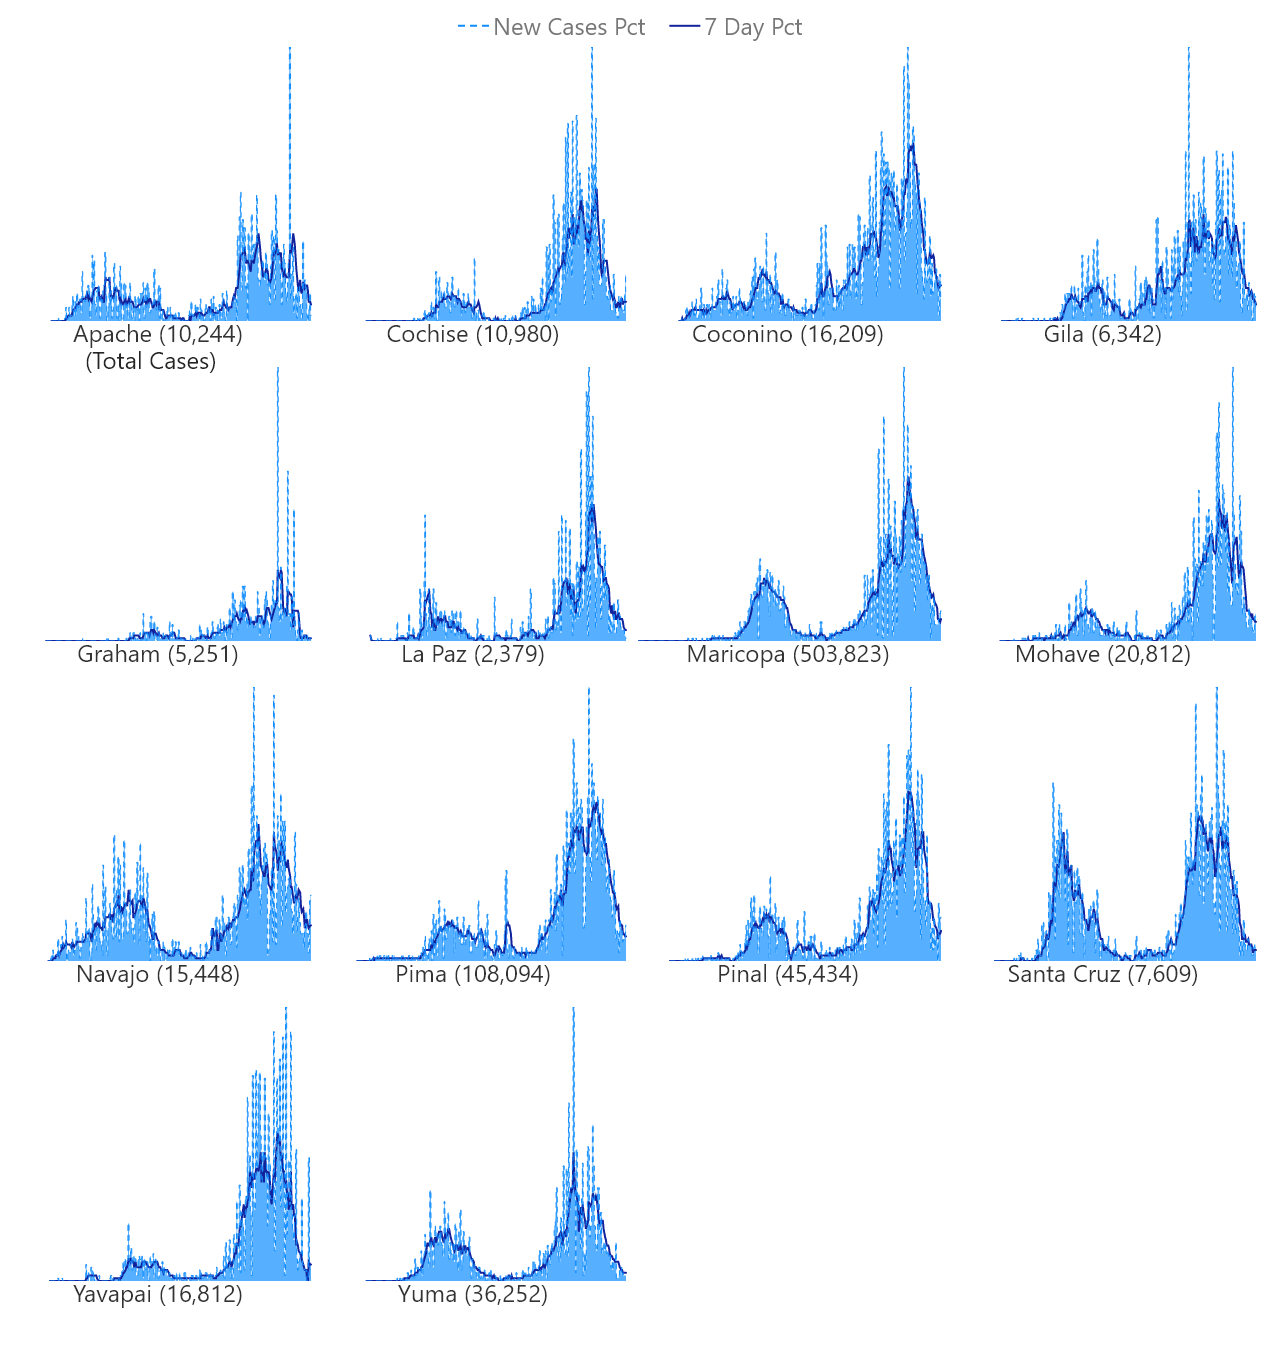 New Cases Pct 7 Day Pct
Apache (10,244) Cochise (10,980) Coconino (16,209) Gila (6,342)
(Total Cases)
Graham (5,251) La Paz (2,379) Maricopa (503,823) Mohave (20,812)
Navajo (15,448) Pima (108,094) Pinal (45,434) Santa Cruz (7,609)
Yavapai (16,812) Yuma (36,252)